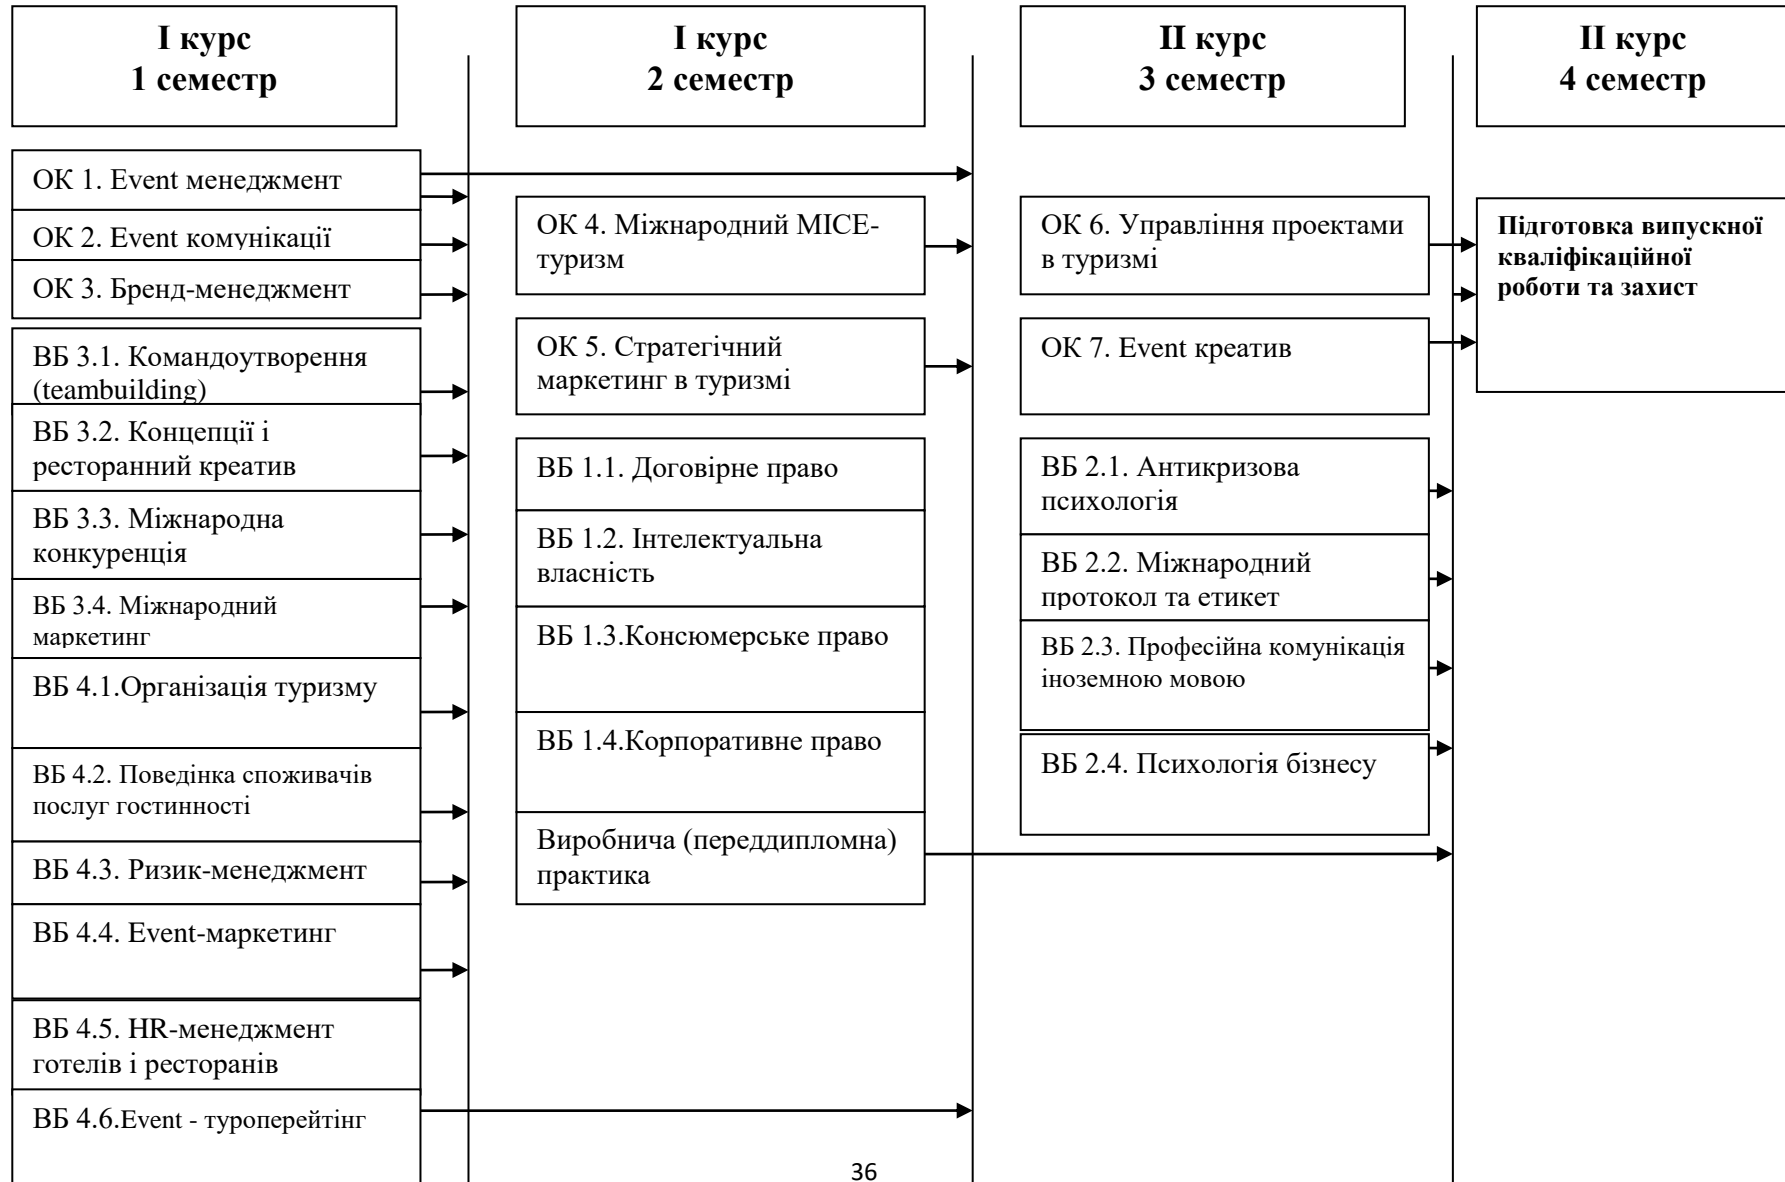 І курс
1 семестр
І курс
2 семестр
ІІ курс
3 семестр
ІІ курс
4 семестр
ОК 1. Event менеджмент
ОК 2. Event комунікації
ОК 3. Бренд-менеджмент
ВБ 3.1. Командоутворення
(teambuilding)
ВБ 3.2. Концепції і
ресторанний креатив
ВБ 3.3. Міжнародна
конкуренція
ВБ 3.4. Міжнародний
маркетинг
ВБ 4.1.Організація туризму
ВБ 4.2. Поведінка споживачів
послуг гостинності
ВБ 4.3. Ризик-менеджмент
ВБ 4.4. Event-маркетинг
ВБ 4.5. HR-менеджмент
готелів і ресторанів
ВБ 4.6.Event - туроперейтінг
ОК 4. Міжнародний MICE-
туризм
ОК 5. Стратегічний
маркетинг в туризмі
ВБ 1.1. Договірне право
ВБ 1.2. Інтелектуальна
власність
ВБ 1.3.Консюмерське право
ВБ 1.4.Корпоративне право
Виробнича (переддипломна)
практика
ОК 6. Управління проектами
в туризмі
ОК 7. Event креатив
ВБ 2.1. Антикризова
психологія
ВБ 2.2. Міжнародний
протокол та етикет
ВБ 2.3. Професійна комунікація
іноземною мовою
ВБ 2.4. Психологія бізнесу
Підготовка випускної
кваліфікаційної
роботи та захист
36